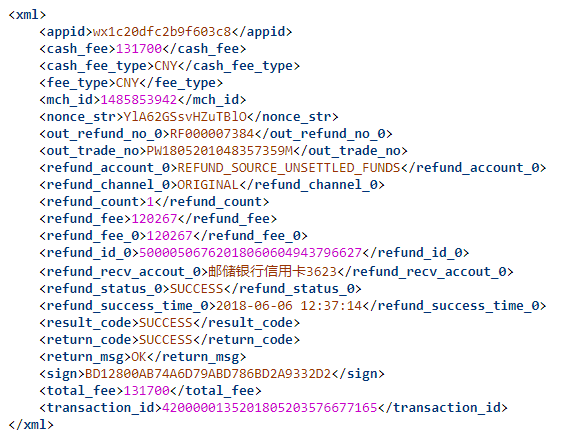 <xml>
<appid>wx1c20dfc2b9f603c8</appid>
<cash_fee>131700</cash_fee>
<cash_fee_type>CNY</cash_fee_type>
<fee_type>CNY</fee_type>
<mch_id>1485853942</mch_id>
<nonce_str>YlA62GSsvHZuTBlO</nonce_str>
<out_refund_no_0>RF000007384</out_refund_no_0>
<out_trade_no>PW1805201048357359M</out_trade_no>
<refund_account_0>REFUND_SOURCE_UNSETTLED_FUNDS</refund_account_0>
<refund_channel_0>ORIGINAL</refund_channel_0>
<refund_count>1</refund_count>
<refund_fee>120267</refund_fee>
<refund_fee_0>120267</refund_fee_0>
<refund_id_0>50000506762018060604943796627</refund_id_0>
<refund_recv_accout_0>邮储银行信用卡3623</refund_recv_accout_0>
<refund_status_0>SUCCESS</refund_status_0>
<refund_success_time_0>2018-06-06 12:37:14</refund_success_time_0>
<result_code>SUCCESS</result_code>
<return_code>SUCCESS</return_code>
<return_msg>OK</return_msg>
<sign>BD12800AB74A6D79ABD786BD2A9332D2</sign>
<total_fee>131700</total_fee>
<transaction_id>4200000135201805203576677165</transaction_id>
</xml>